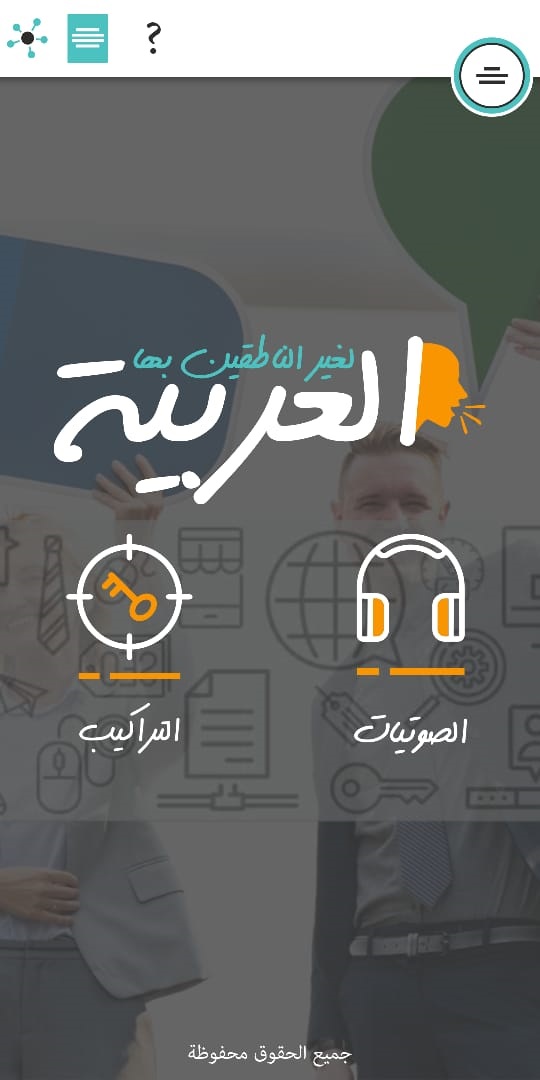 ?
لغير الناطقين بها
العربية
الصوتيات
التراكيب
جميع الحقوق محفوظة